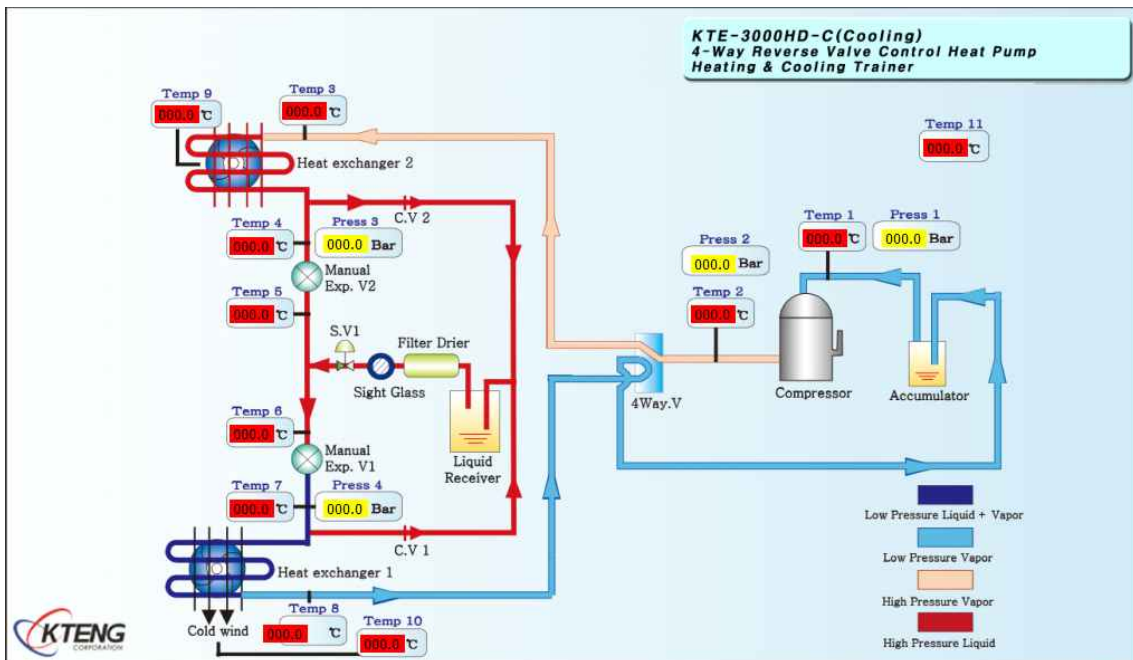 KTE-3000HD-C(Cooling)
4-Way Reverse Valve Control Heat Pump
Heating & Cooling Trainer
Temp 9
000.0 ℃
Temp 3
000.0 ℃
Temp 11
000.0 ℃
Heat exchanger 2
C.V 2
Temp 4
000.0 ℃
Press 3
000.0 Bar
Manual
Exp. V2
Temp 5
000.0 ℃
Temp 1
000.0 ℃
Press 1
000.0 Bar
Press 2
000.0 Bar
Temp 2
000.0 ℃
S.V1
Filter Drier
Sight Glass
4Way.V
Compressor
Accumulator
Temp 6
000.0 ℃
Manual
Exp. V1
Liquid
Receiver
Temp 7
000.0 ℃
Press 4
000.0 Bar
C.V 1
Heat exchanger 1
Cold wind
Temp 8
000.0 ℃
Temp 10
000.0 ℃
Low Pressure Liquid + Vapor
Low Pressure Vapor
High Pressure Vapor
High Pressure Liquid
KTENG
CORPORATION